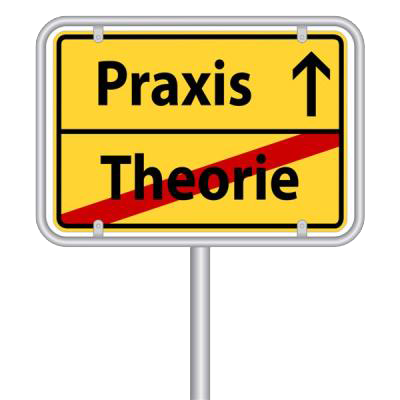 Praxis ↑
Theorie